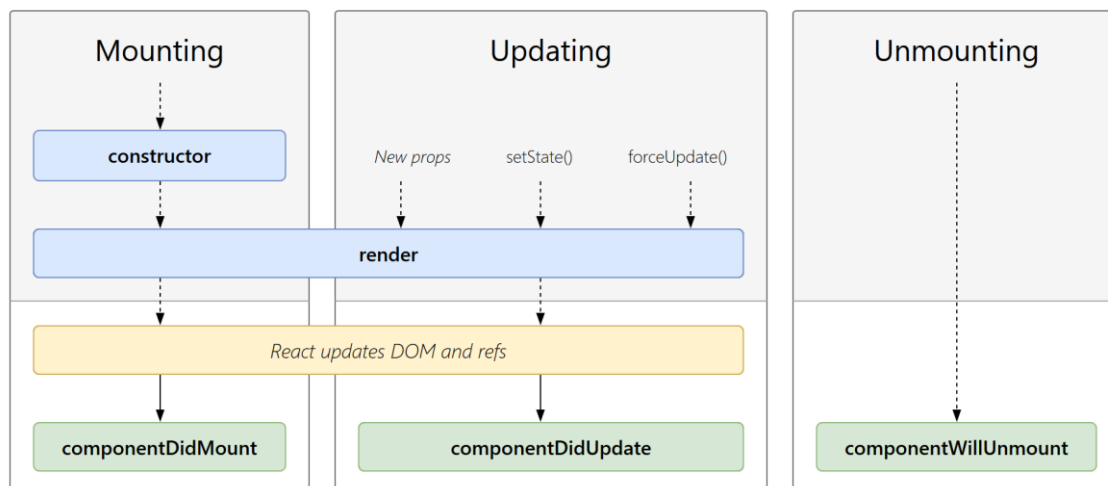 Mounting
Updating
Unmounting
constructor
New props
setState()
forceUpdate()
render
React updates DOM and refs
componentDidMount
componentDidUpdate
componentWillUnmount